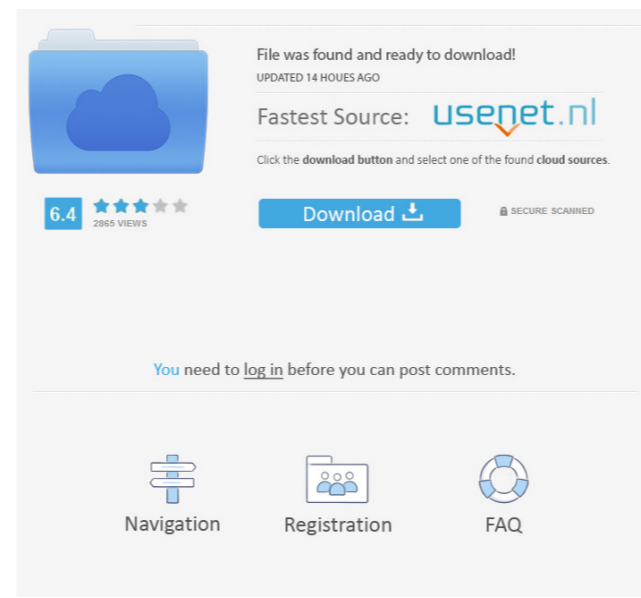 File was found and ready to download!
UPDATED 14 HOUES AGO
Fastest Source: usenet.nl
Click the download button and select one of the found cloud sources.
6.4
2865 VIEWS
Download
SECURE SCANNED
You need to log in before you can post comments.
Navigation
Registration
FAQ